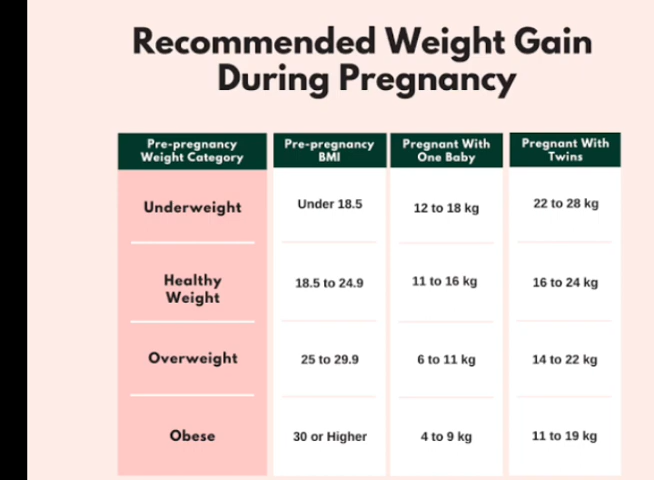 Recommended Weight Gain
During Pregnancy
Pre-pregnancy
Weight Category
Pre-pregnancy
BMI
Pregnant With
One Baby
Pregnant With
Twins
Underweight
Under 18.5
12 to 18 kg
22 to 28 kg
Healthy
Weight
18.5 to 24.9
11 to 16 kg
16 to 24 kg
Overweight
25 to 29.9
6 to 11 kg
14 to 22 kg
Obese
30 or Higher
4 to 9 kg
11 to 19 kg